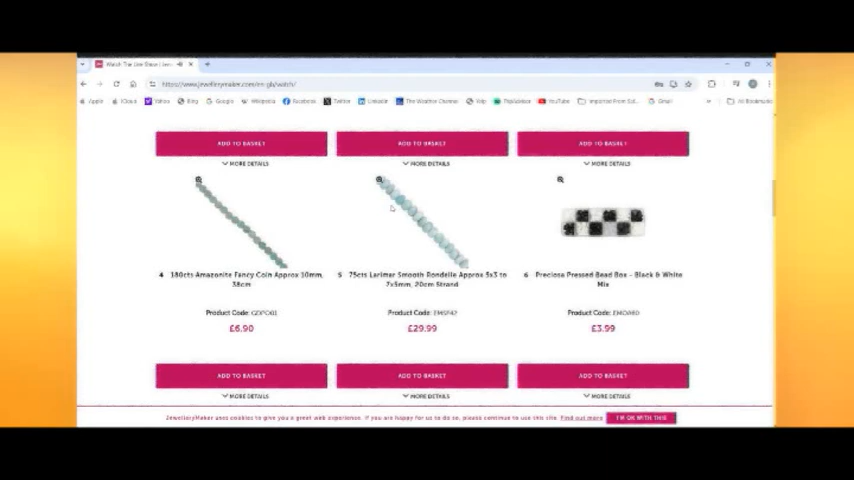 Watch The Live Show | Jew
https://www.jewellerymaker.com/en-gb/watch/
Apple iCloud Yahoo Bing Google Wikipedia Facebook Twitter LinkedIn The Weather Channel Yelp TripAdvisor YouTube Imported From Saf... Gmail All Bookmarks
ADD TO BASKET ADD TO BASKET ADD TO BASKET
MORE DETAILS MORE DETAILS MORE DETAILS
4 180cts Amazonite Fancy Coin Approx 10mm, 38cm
5 75cts Larimar Smooth Rondelle Approx 5x3 to 7x5mm, 20cm Strand
6 Preciosa Pressed Bead Box - Black & White Mix
Product Code: Product Code: Product Code:
£6.90 £29.99 £3.99
ADD TO BASKET ADD TO BASKET ADD TO BASKET
MORE DETAILS MORE DETAILS MORE DETAILS
JewelleryMaker uses cookies to give you a great web experience. If you are happy for us to do so, please continue to use this site. Find out more I'M OK WITH THIS